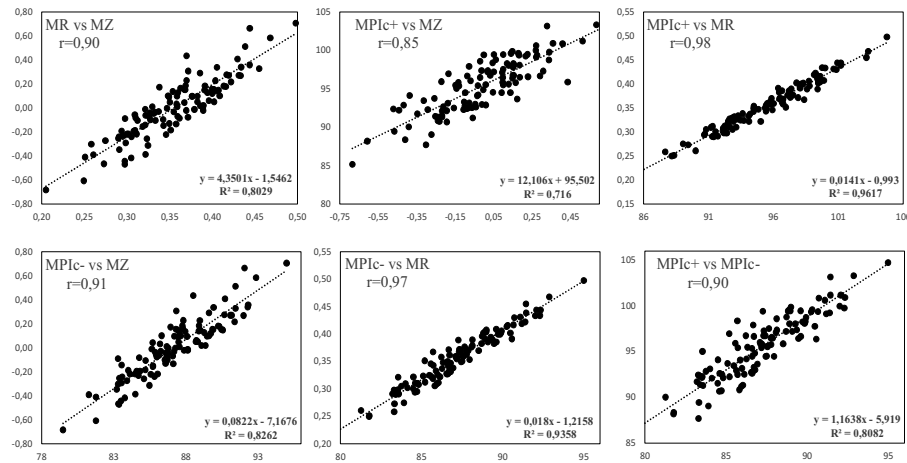 MR vs MZ
r=0,90
0,80
0,60
0,40
0,20
0,00
-0,20
-0,40
-0,60
-0,80
y = 4,3501x - 1,5462
R² = 0,8029
0,20 0,30 0,40 0,50
MPIc+ vs MZ
r=0,85
105
100
95
90
85
80
y = 12,106x + 95,502
R² = 0,716
-0,75 -0,55 -0,35 -0,15 0,05 0,25 0,45
MPIc+ vs MR
r=0,98
0,55
0,50
0,45
0,40
0,35
0,30
0,25
0,20
0,15
y = 0,0141x - 0,993
R² = 0,9617
86 91 96 101 10
MPIc- vs MZ
r=0,91
0,80
0,60
0,40
0,20
0,00
-0,20
-0,40
-0,60
-0,80
y = 0,0822x - 7,1676
R² = 0,8262
78 83 88 93
MPIc- vs MR
r=0,97
0,55
0,50
0,45
0,40
0,35
0,30
0,25
0,20
y = 0,018x - 1,2158
R² = 0,9358
80 85 90 95
MPIc+ vs MPIc-
r=0,90
105
100
95
90
85
y = 1,1638x - 5,919
R² = 0,8082
80 85 90 95